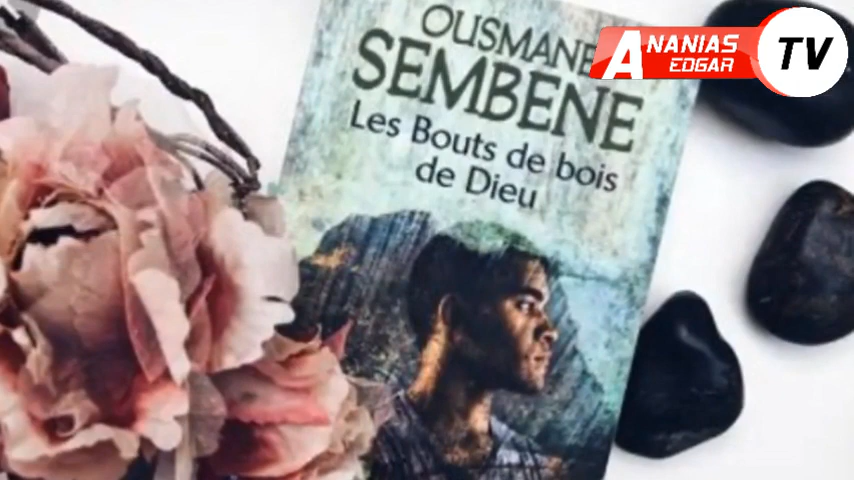 OUSMANE
SEMBENE
Les Bouts de bois
de Dieu
ANANIAS
EDGAR
TV